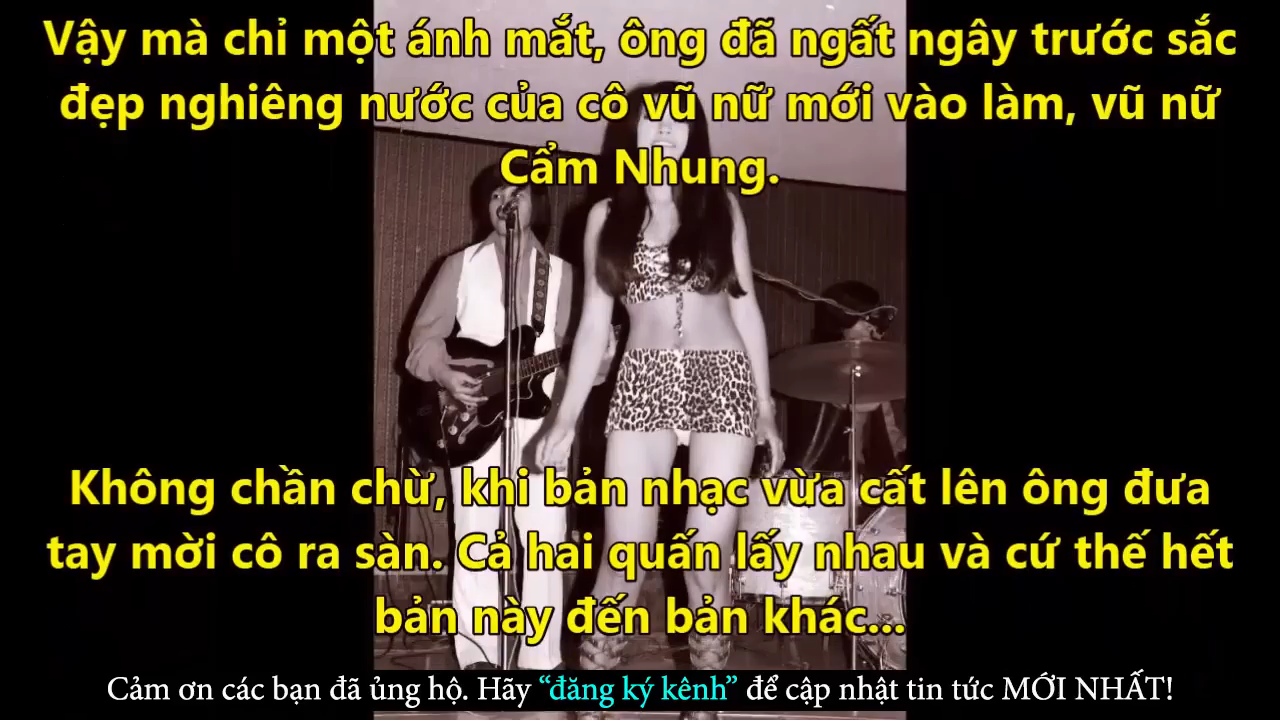 Vậy mà chỉ một ánh mắt, ông đã ngất ngây trước sắc
đẹp nghiêng nước của cô vũ nữ mới vào làm, vũ nữ
Cẩm Nhung.
Không chần chừ, khi bản nhạc vừa cất lên ông đưa
tay mời cô ra sàn. Cả hai quấn lấy nhau và cứ thế hết
bản này đến bản khác...
Cảm ơn các bạn đã ủng hộ. Hãy “đăng ký kênh” để cập nhật tin tức MỚI NHẤT!